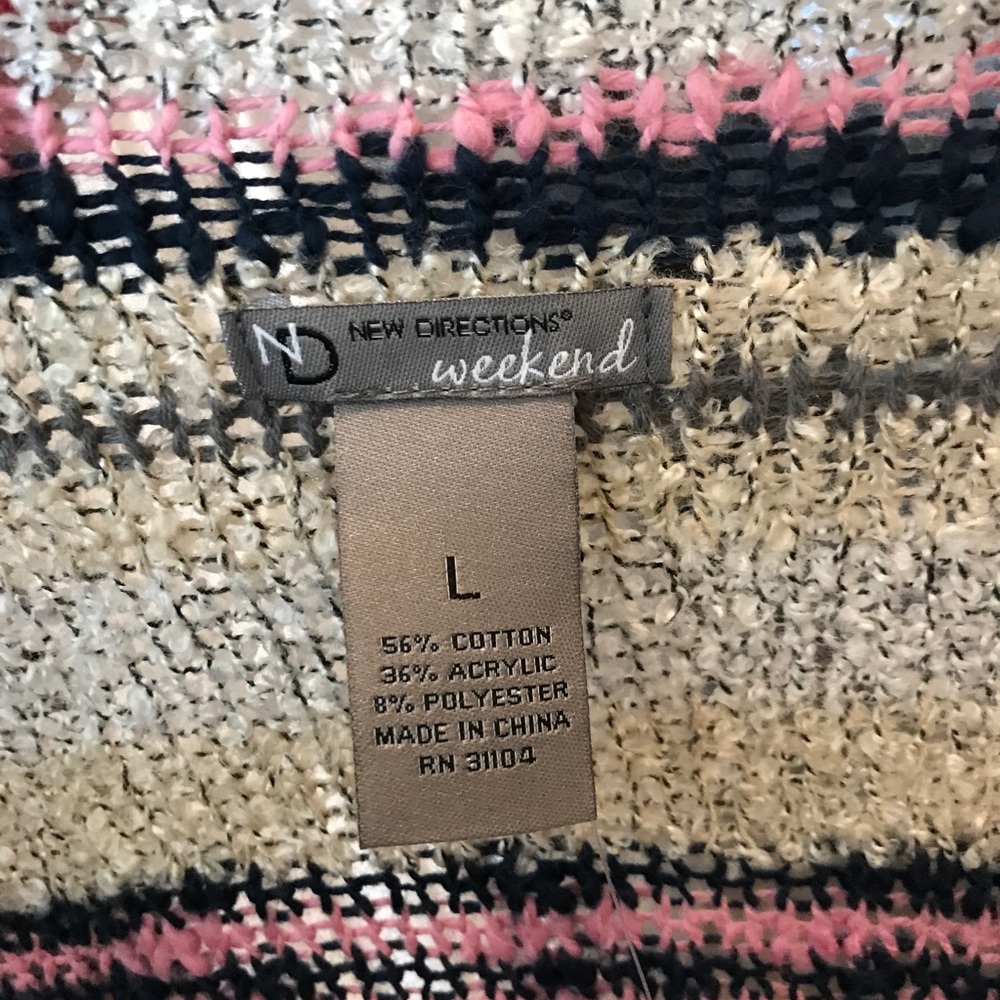 ND NEW DIRECTIONS®
weekend
L
56% COTTON
36% ACRYLIC
8% POLYESTER
MADE IN CHINA
RN 31104